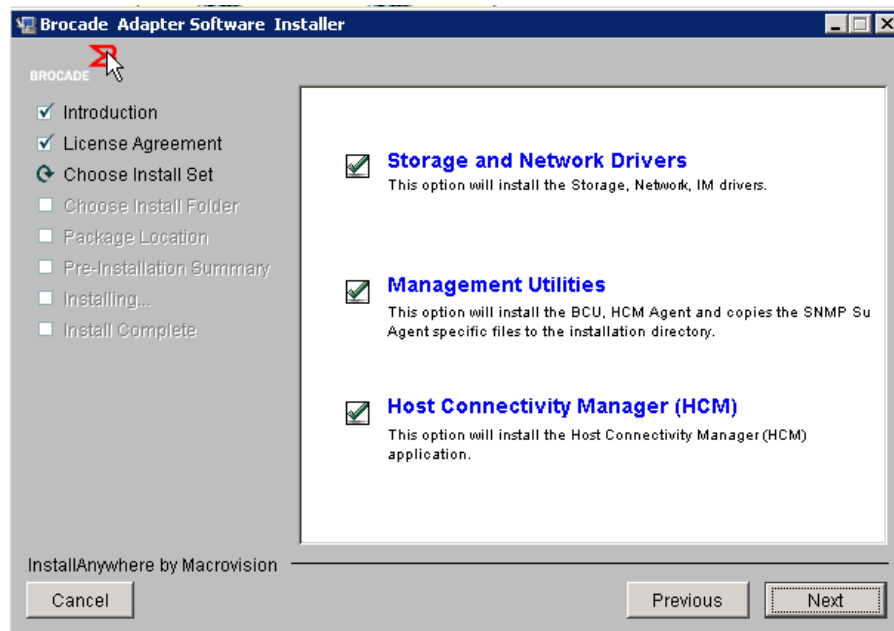 Brocade Adapter Software Installer
BROCADE
Introduction
License Agreement
Choose Install Set
Choose Install Folder
Package Location
Pre-Installation Summary
Installing...
Install Complete
Storage and Network Drivers
This option will install the Storage, Network, IM drivers.
Management Utilities
This option will install the BCU, HCM Agent and copies the SNMP Su
Agent specific files to the installation directory.
Host Connectivity Manager (HCM)
This option will install the Host Connectivity Manager (HCM)
application.
InstallAnywhere by Macrovision
Cancel
Previous
Next